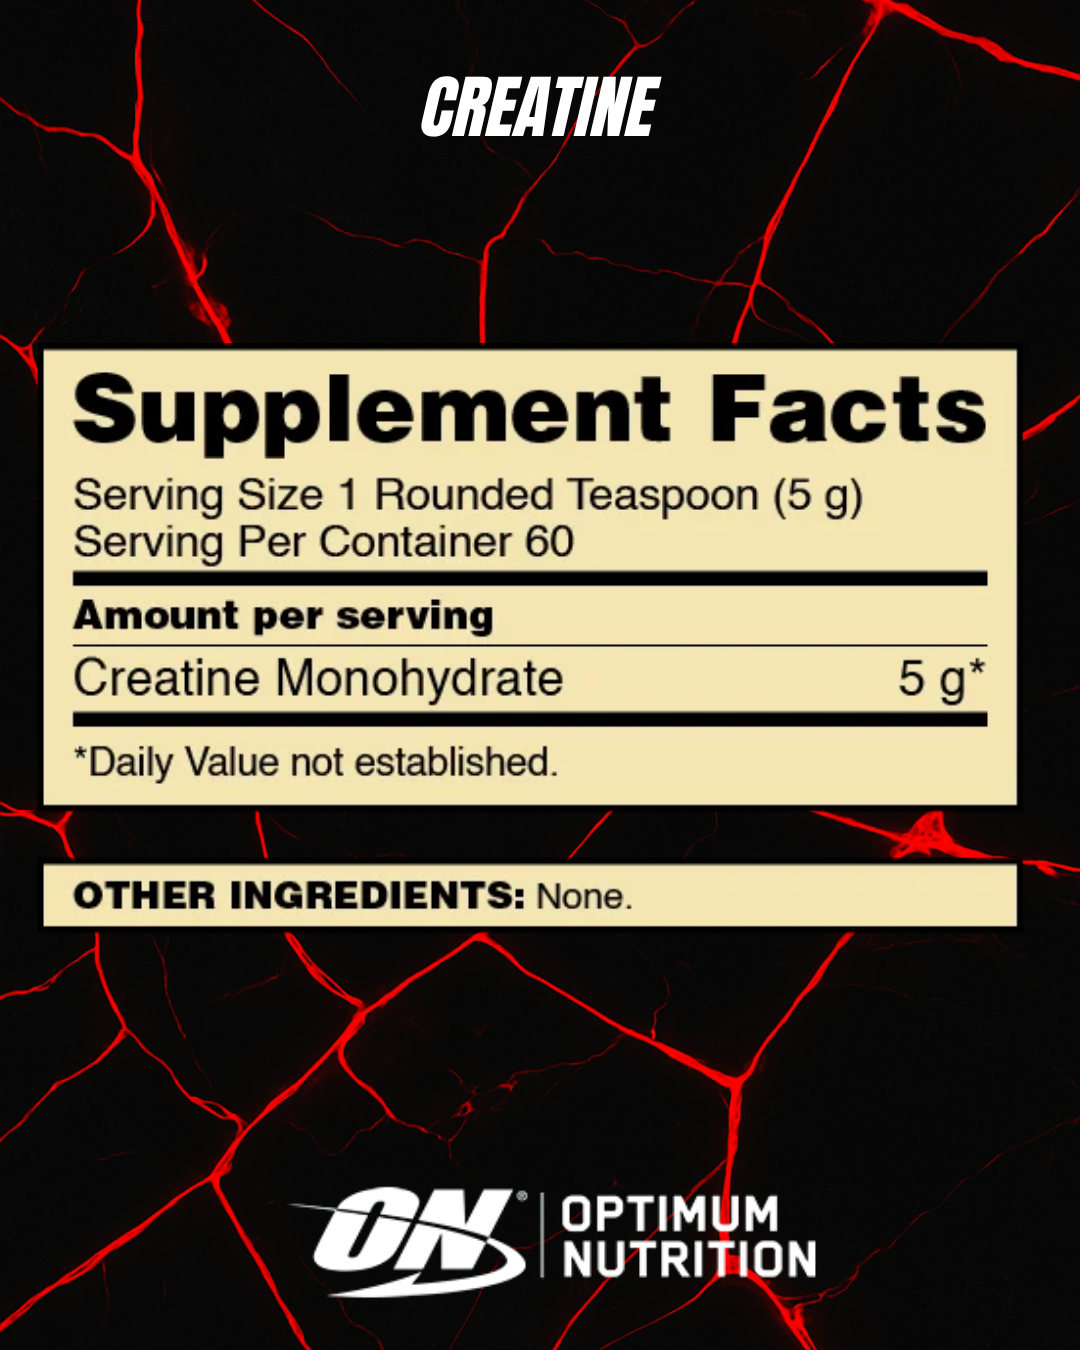 CREATINE
Supplement Facts
Serving Size 1 Rounded Teaspoon (5 g)
Serving Per Container 60
Amount per serving
Creatine Monohydrate 5 g*
*Daily Value not established.
OTHER INGREDIENTS: None.
ON® OPTIMUM
NUTRITION